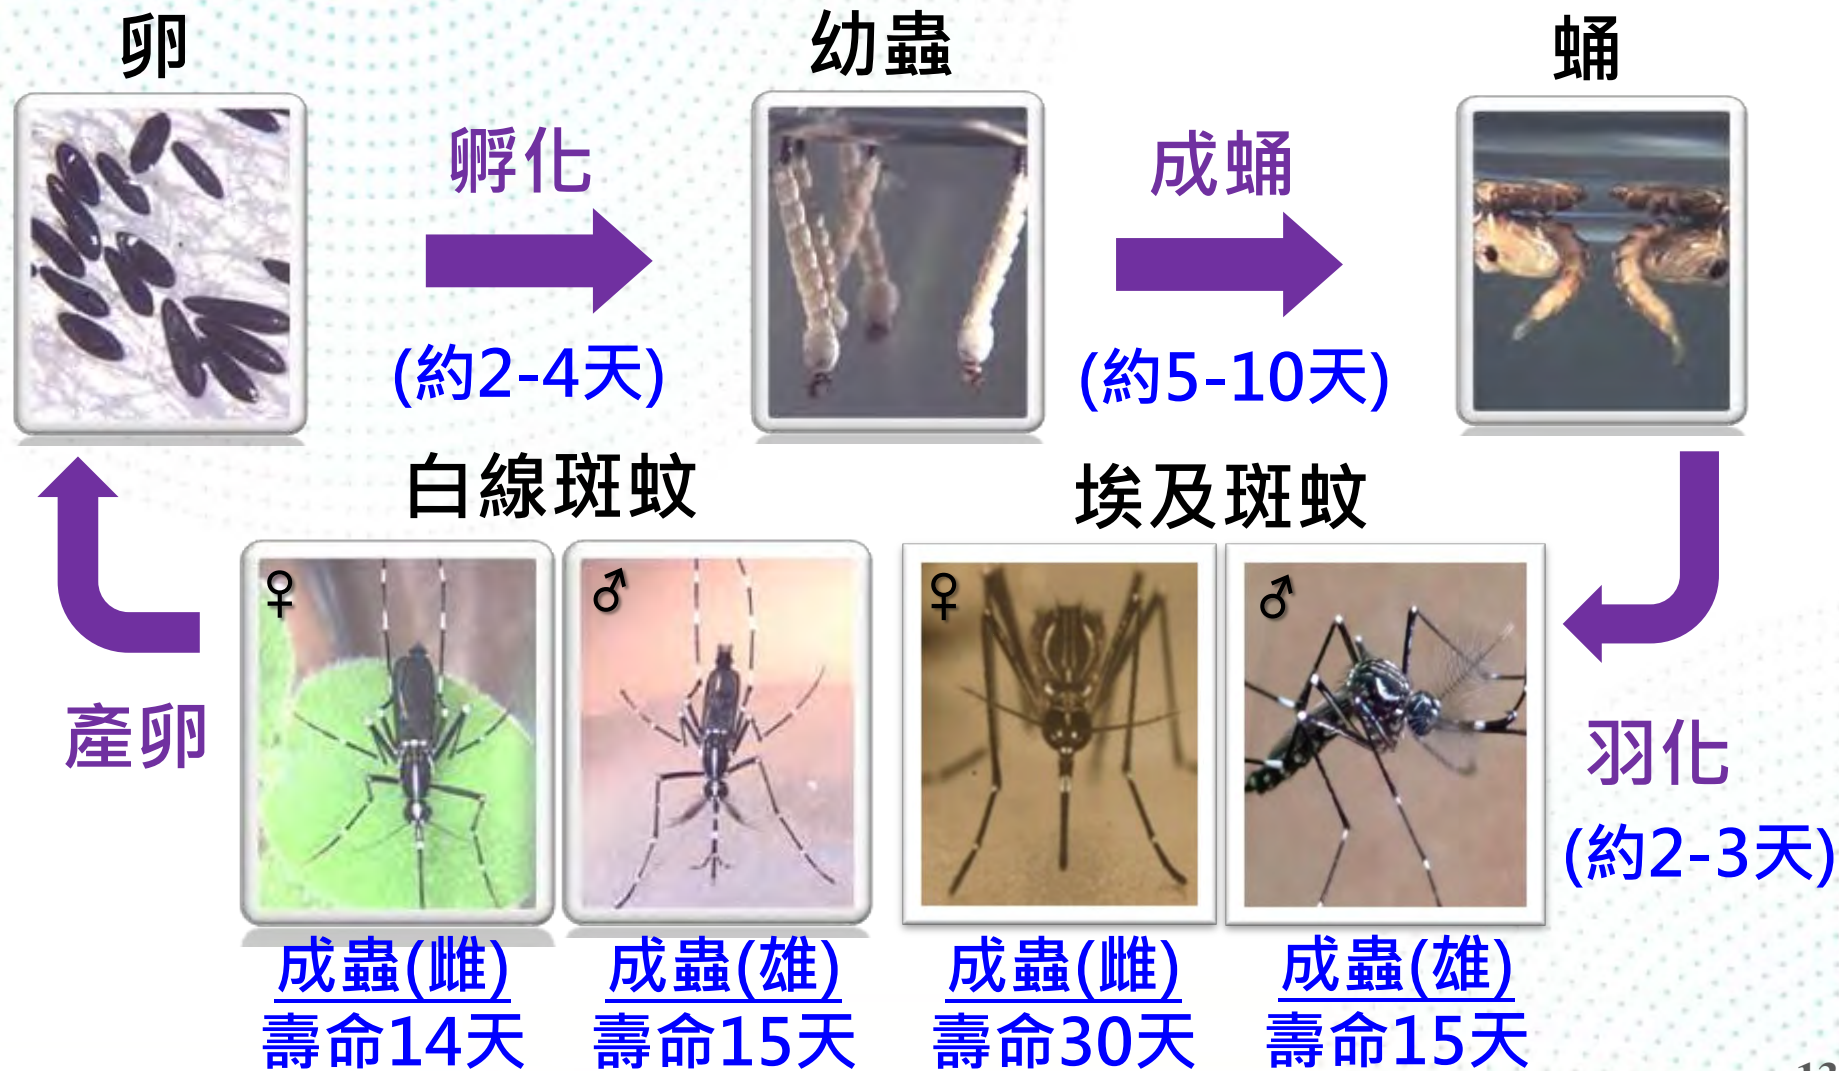 卵
幼蟲
蛹
孵化
成蛹
(約2-4天)
(約5-10天)
白線斑蚊
埃及斑蚊
♀
♂
♀
♂
產卵
羽化
(約2-3天)
成蟲(雌)
壽命14天
成蟲(雄)
壽命15天
成蟲(雌)
壽命30天
成蟲(雄)
壽命15天